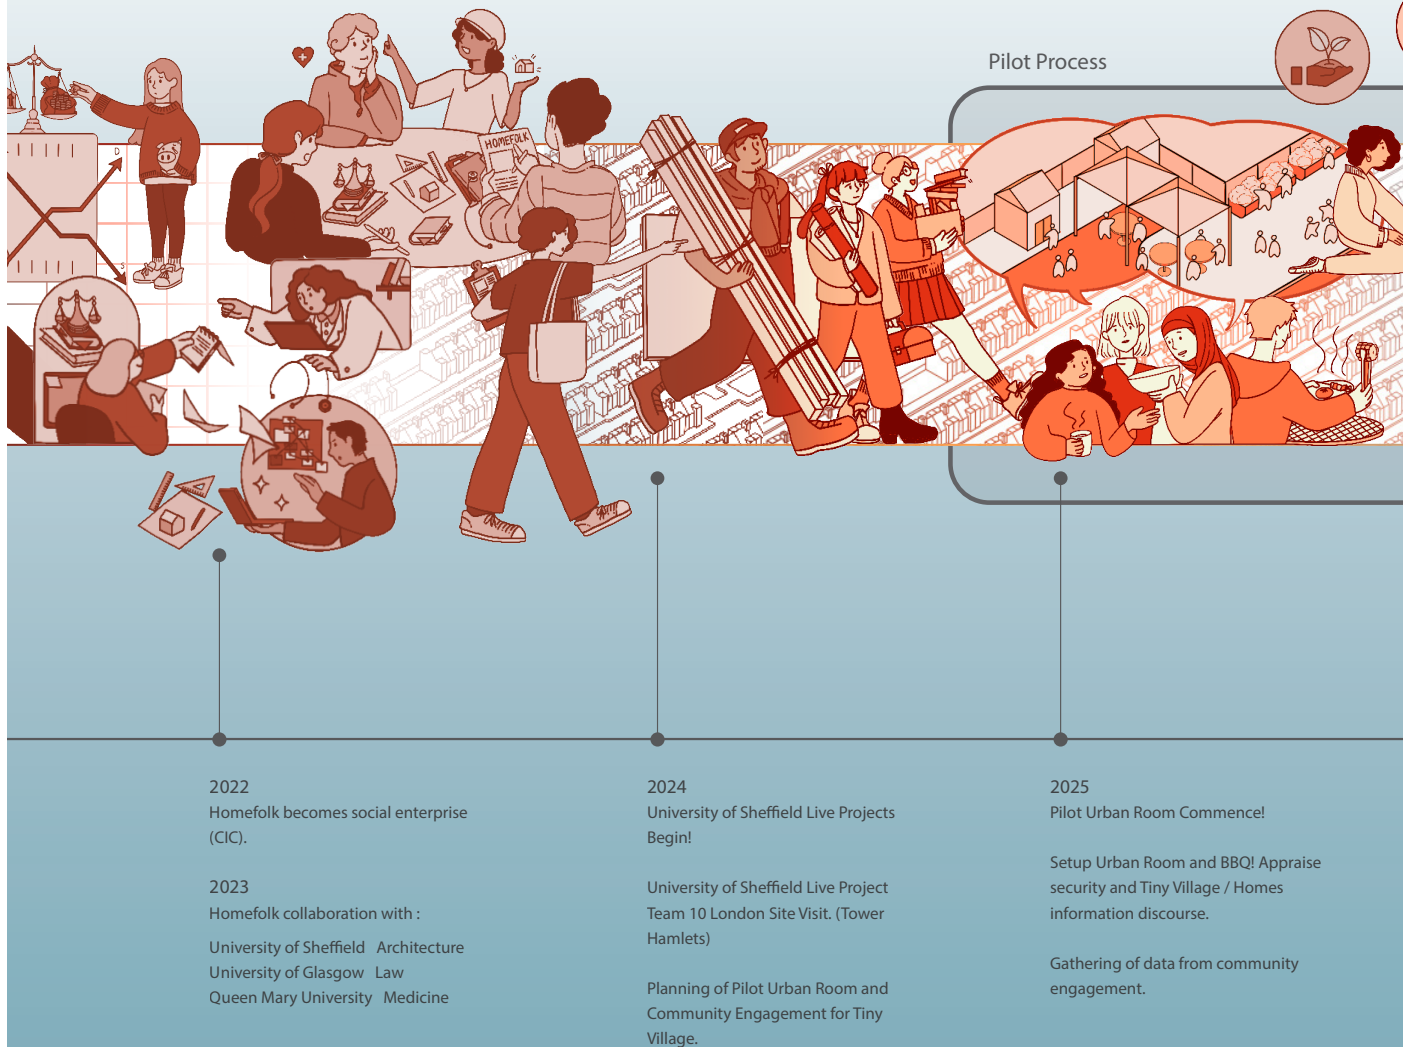 Pilot Process
HOMEFOLK
D
S
2022
Homefolk becomes social enterprise
(CIC).
2023
Homefolk collaboration with :
University of Sheffield   Architecture
University of Glasgow   Law
Queen Mary University   Medicine
2024
University of Sheffield Live Projects
Begin!
University of Sheffield Live Project
Team 10 London Site Visit. (Tower
Hamlets)
Planning of Pilot Urban Room and
Community Engagement for Tiny
Village.
2025
Pilot Urban Room Commence!
Setup Urban Room and BBQ! Appraise
security and Tiny Village / Homes
information discourse.
Gathering of data from community
engagement.